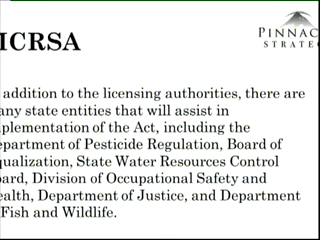 MCRSA
PINNAC
STRATE
addition to the licensing authorities, there are
any state entities that will assist in
plementation of the Act, including the
epartment of Pesticide Regulation, Board of
qualization, State Water Resources Control
oard, Division of Occupational Safety and
ealth, Department of Justice, and Department
Fish and Wildlife.